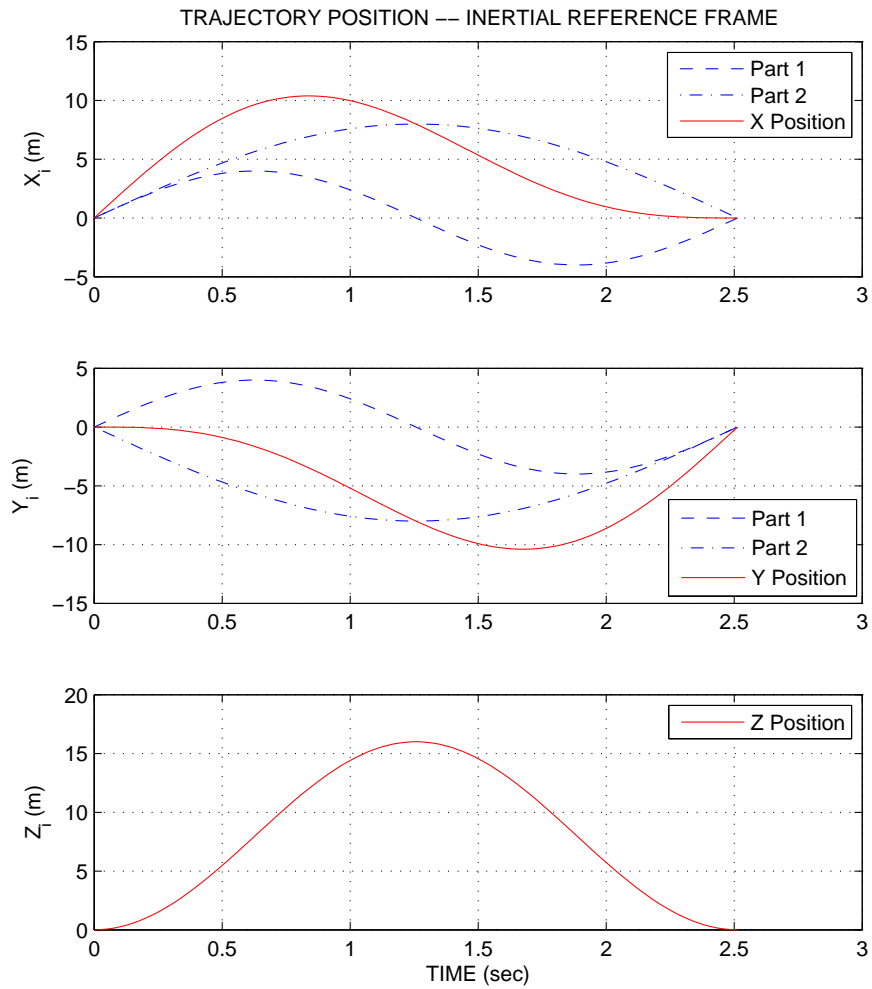 TRAJECTORY POSITION −− INERTIAL REFERENCE FRAME
15
10
5
0
−5
X_i (m)
0 0.5 1 1.5 2 2.5 3
Part 1
Part 2
X Position
5
0
−5
−10
−15
Y_i (m)
0 0.5 1 1.5 2 2.5 3
Part 1
Part 2
Y Position
20
15
10
5
0
Z_i (m)
0 0.5 1 1.5 2 2.5 3
Z Position
TIME (sec)